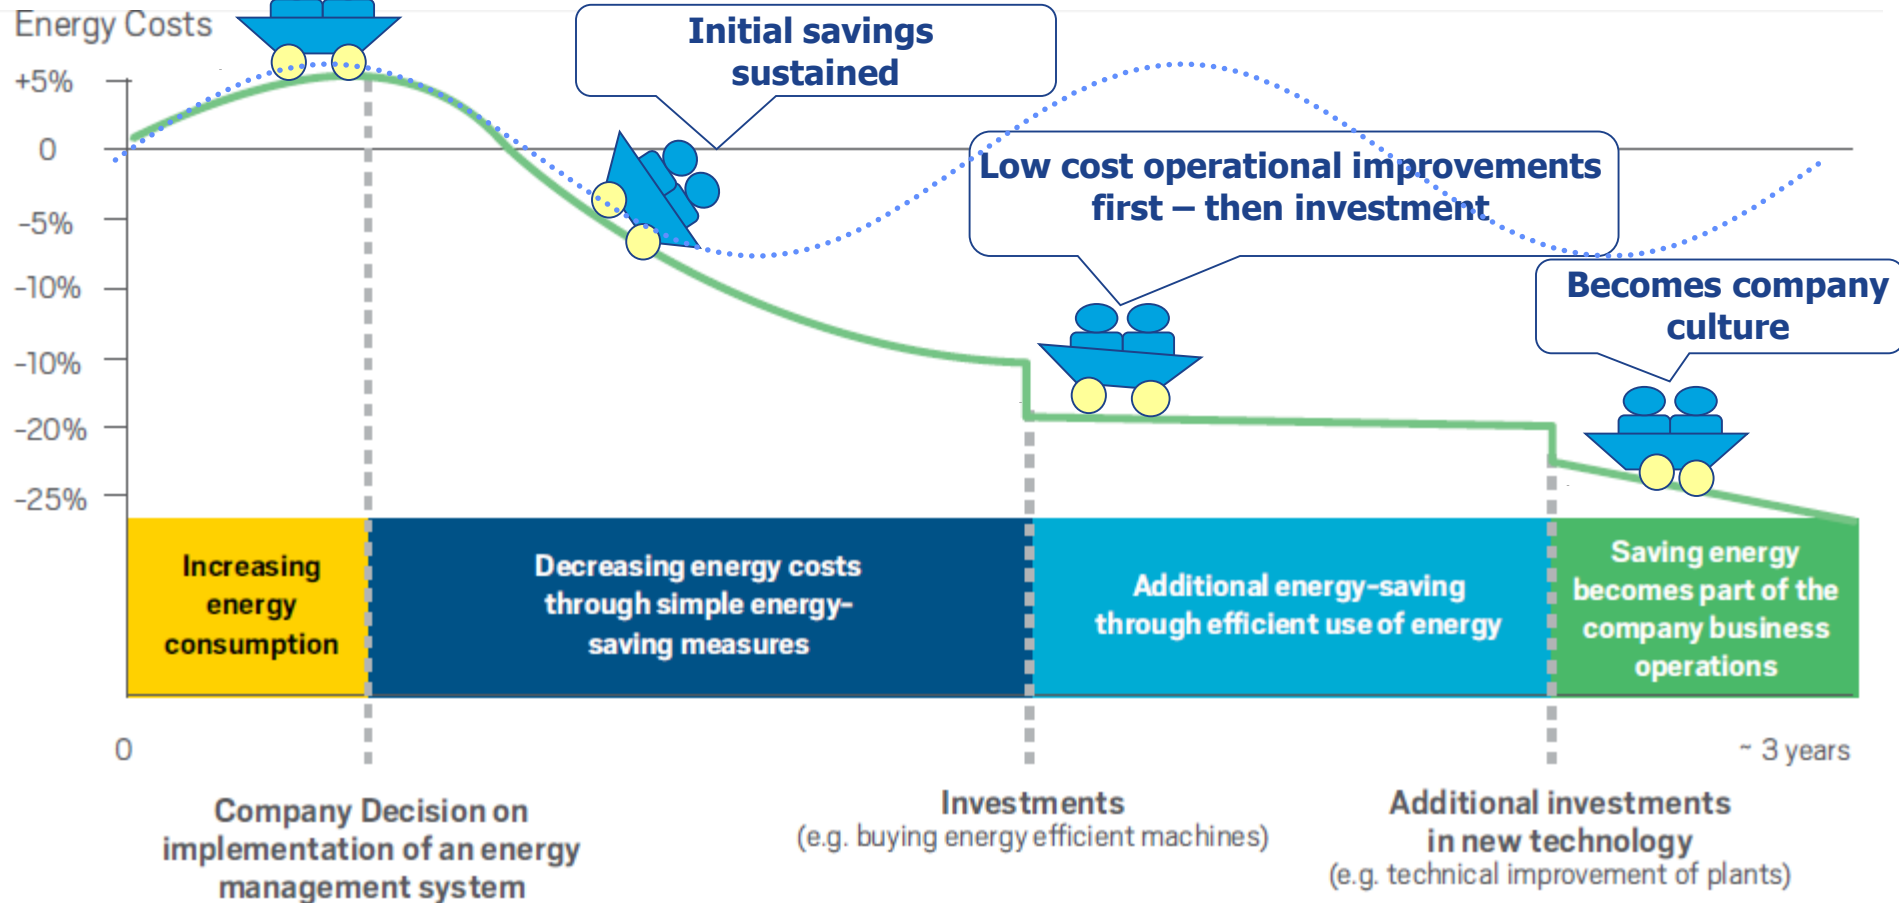 Energy Costs
+5%
0
-5%
-10%
-10%
-20%
-25%
Initial savings
sustained
Low cost operational improvements
first – then investment
Becomes company
culture
Increasing
energy
consumption
Decreasing energy costs
through simple energy-
saving measures
Additional energy-saving
through efficient use of energy
Saving energy
becomes part of the
company business
operations
0
~ 3 years
Company Decision on
implementation of an energy
management system
Investments
(e.g. buying energy efficient machines)
Additional investments
in new technology
(e.g. technical improvement of plants)